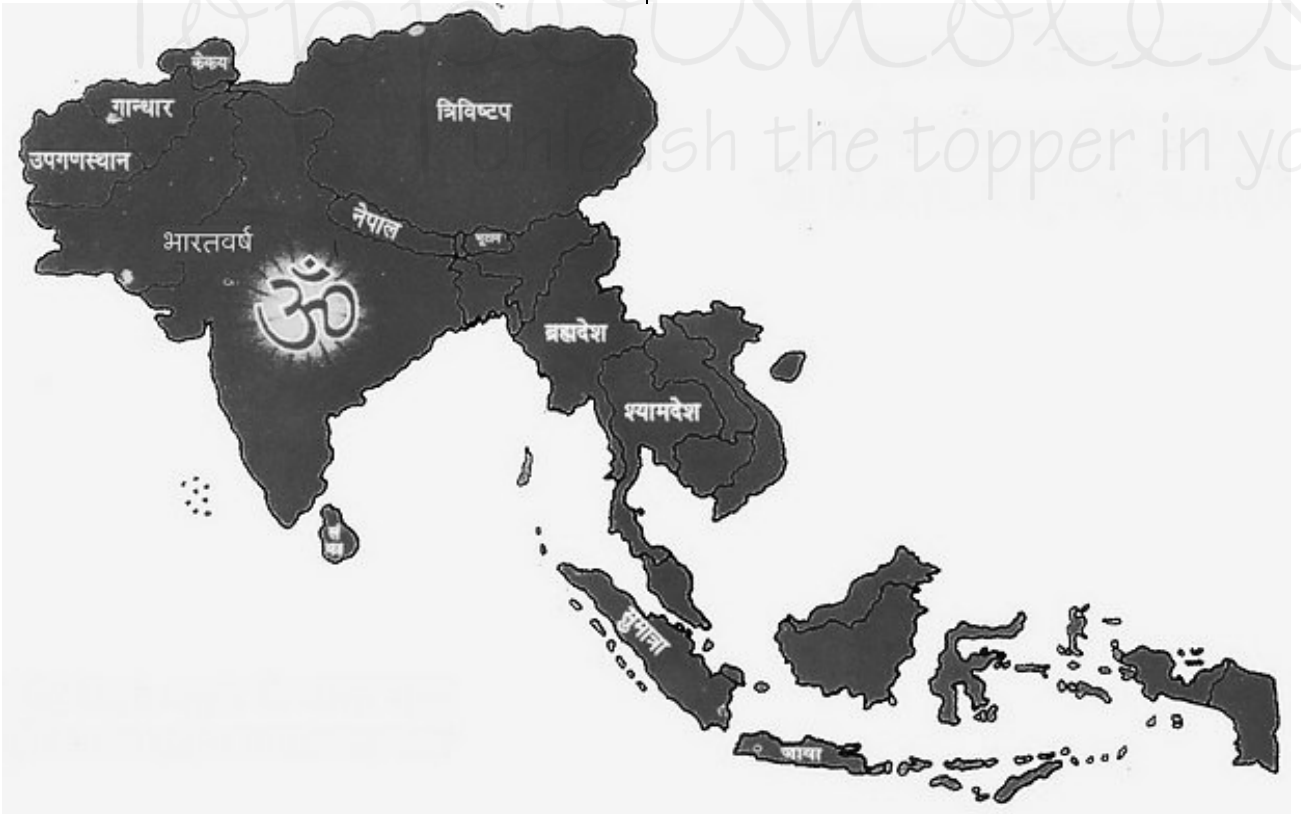 Unleash the topper in yo
केकय
गान्धार
त्रिविष्टप
उपगणस्थान
नेपाल
भारतवर्ष
भूटान
ॐ
ब्रह्मदेश
श्यामदेश
सुमात्रा
जावा